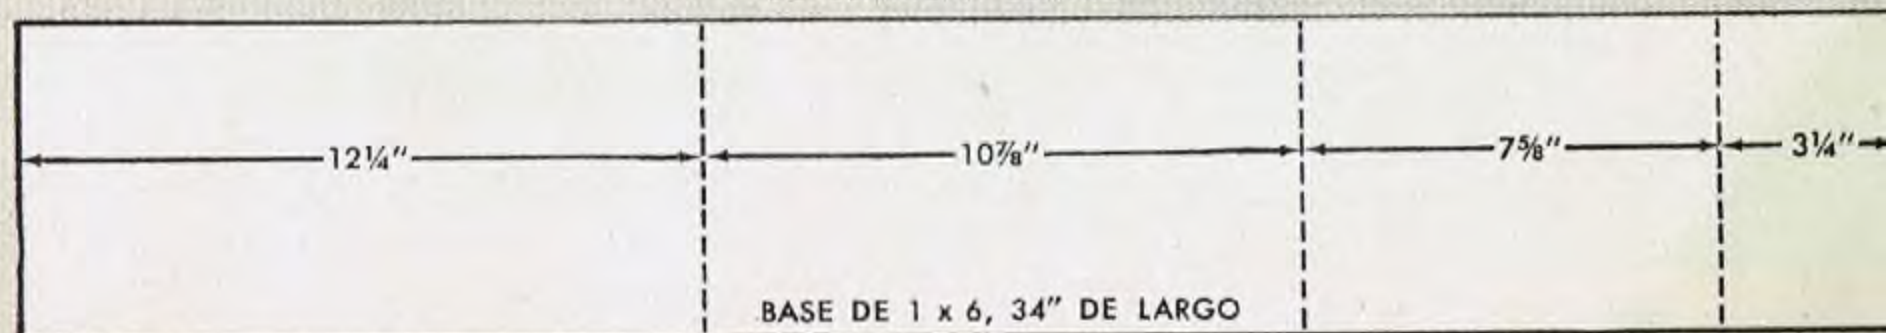 12¼" 10⅞" 7⅝" 3¼"
BASE DE 1 x 6, 34" DE LARGO